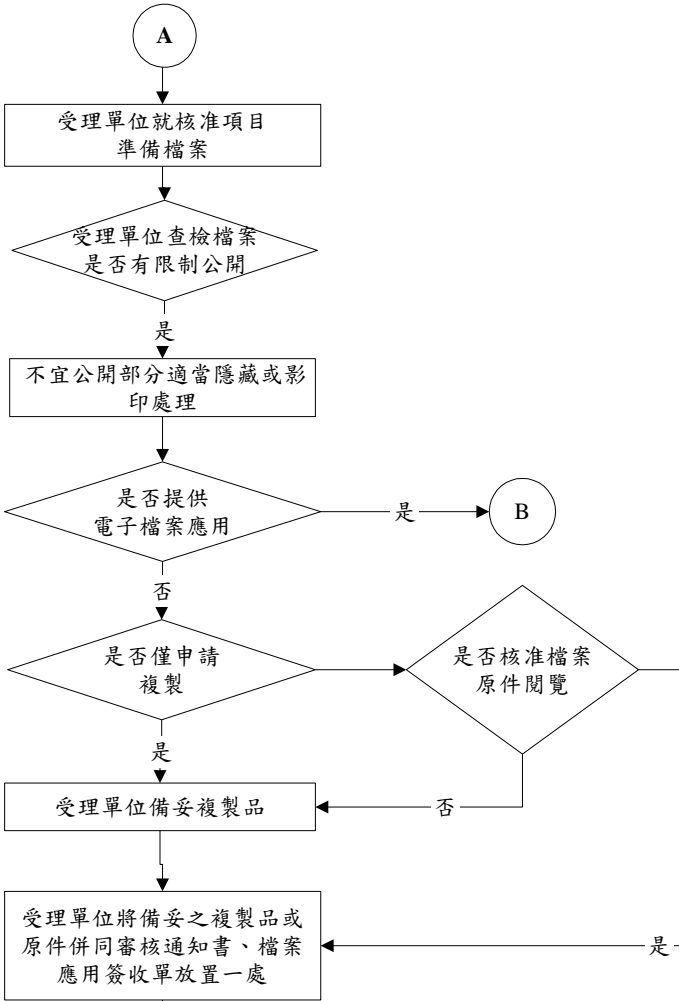 A
受理單位就核准項目
準備檔案
受理單位查檢檔案
是否有限制公開
是
不宜公開部分適當隱藏或影
印處理
是否提供
電子檔案應用
是
B
否
是否僅申請
複製
是否核准檔案
原件閱覽
是
受理單位備妥複製品
否
受理單位將備妥之複製品或
原件併同審核通知書、檔案
應用簽收單放置一處
是